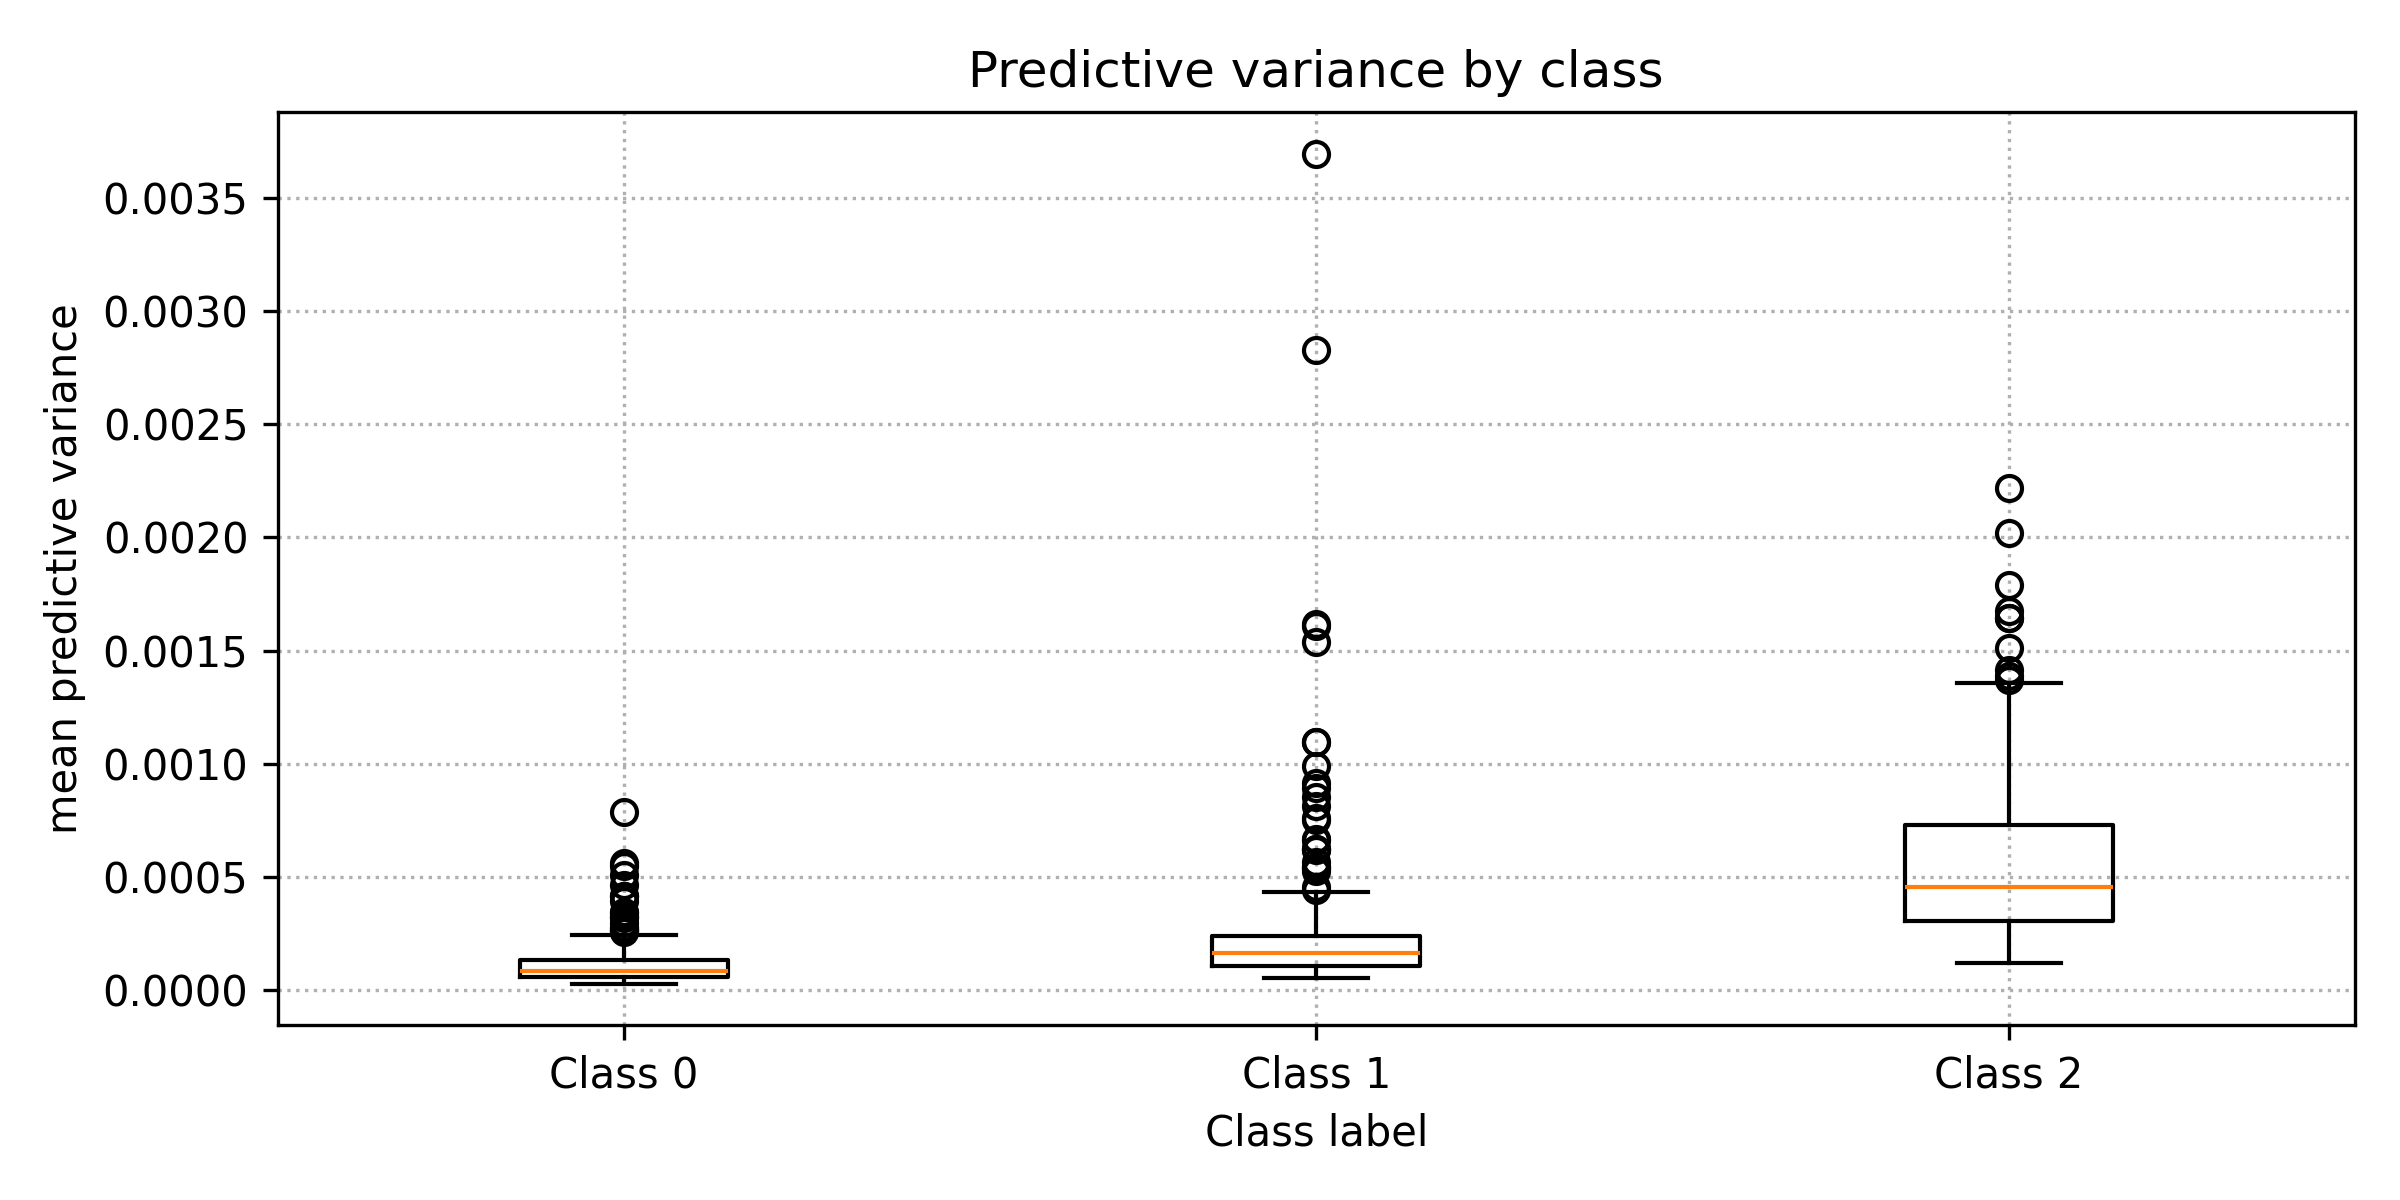 Predictive variance by class
mean predictive variance
0.0035
0.0030
0.0025
0.0020
0.0015
0.0010
0.0005
0.0000
Class 0 Class 1 Class 2
Class label